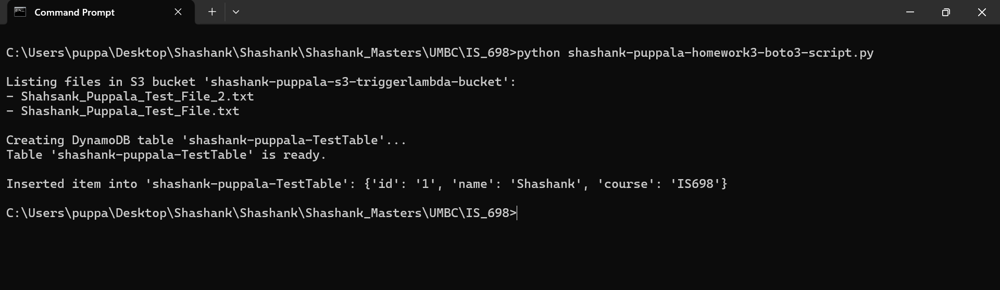 Command Prompt
C:\Users\puppa\Desktop\Shashank\Shashank\Shashank_Masters\UMBC\IS_698>python shashank-puppala-homework3-boto3-script.py
Listing files in S3 bucket 'shashank-puppala-s3-triggerlambda-bucket':
- Shahsank_Puppala_Test_File_2.txt
- Shashank_Puppala_Test_File.txt
Creating DynamoDB table 'shashank-puppala-TestTable'...
Table 'shashank-puppala-TestTable' is ready.
Inserted item into 'shashank-puppala-TestTable': {'id': '1', 'name': 'Shashank', 'course': 'IS698'}
C:\Users\puppa\Desktop\Shashank\Shashank\Shashank_Masters\UMBC\IS_698>